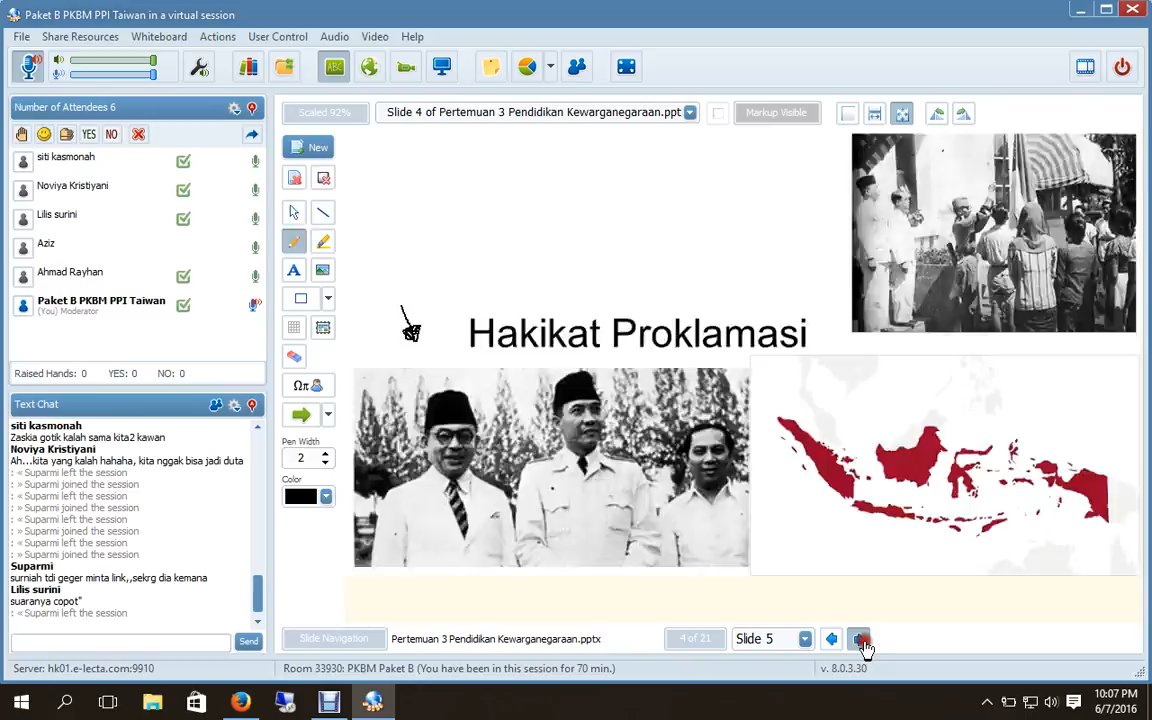 Paket B PKBM PPI Taiwan in a virtual session
File Share Resources Whiteboard Actions User Control Audio Video Help
ABC
Number of Attendees 6
Scaled 92%
Slide 4 of Pertemuan 3 Pendidikan Kewarganegaraan.ppt
Markup Visible
YES NO
New
siti kasmonah
Noviya Kristiyani
Lilis surini
Aziz
Ahmad Rayhan
Paket B PKBM PPI Taiwan
(You) Moderator
A
Ωπ
Pen Width
2
Color
Hakikat Proklamasi
Raised Hands: 0 YES: 0 NO: 0
Text Chat
siti kasmonah
Zaskia gotik kalah sama kita2 kawan
Noviya Kristiyani
Ah...kita yang kalah hahaha, kita nggak bisa jadi duta
: « Suparmi left the session
: » Suparmi joined the session
: « Suparmi left the session
: » Suparmi joined the session
: « Suparmi left the session
: » Suparmi joined the session
: « Suparmi left the session
: » Suparmi joined the session
Suparmi
surniah tdi geger minta link,,sekrg dia kemana
Lilis surini
suaranya copot"
: « Suparmi left the session
Send
Slide Navigation
Pertemuan 3 Pendidikan Kewarganegaraan.pptx
4 of 21
Slide 5
Server: hk01.e-lecta.com:9910
Room 33930: PKBM Paket B (You have been in this session for 70 min.)
v. 8.0.3.30
10:07 PM
6/7/2016